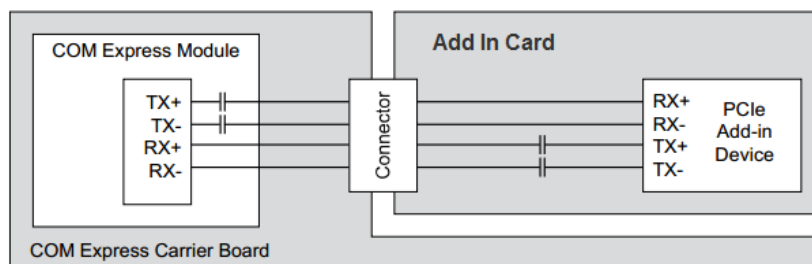 COM Express Module
Add In Card
TX+
TX-
RX+
RX-
Connector
RX+
RX-
TX+
TX-
PCIe
Add-in
Device
COM Express Carrier Board